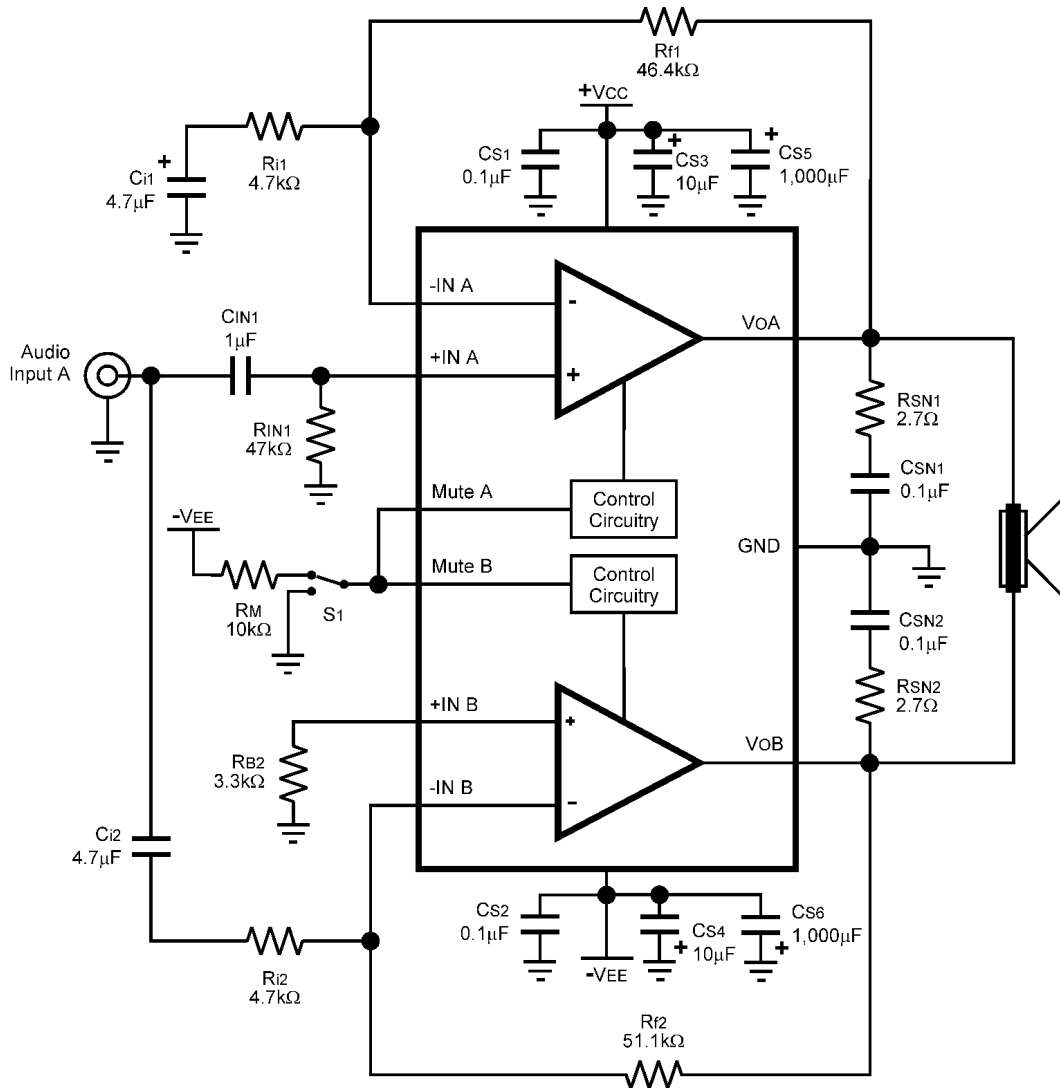 Rf1
46.4kΩ
+VCC
Ri1
4.7kΩ
+
Ci1
4.7µF
CS1
0.1µF
+
CS3
10µF
+
CS5
1,000µF
-IN A
-
VOA
CIN1
1µF
Audio
Input A
+IN A
+
RIN1
47kΩ
RSN1
2.7Ω
CSN1
0.1µF
Mute A
Control
Circuitry
-VEE
GND
Mute B
Control
Circuitry
RM
10kΩ
S1
CSN2
0.1µF
RSN2
2.7Ω
+IN B
+
VOB
RB2
3.3kΩ
-IN B
-
Ci2
4.7µF
CS2
0.1µF
CS4
10µF
+
CS6
1,000µF
+
-VEE
Ri2
4.7kΩ
Rf2
51.1kΩ